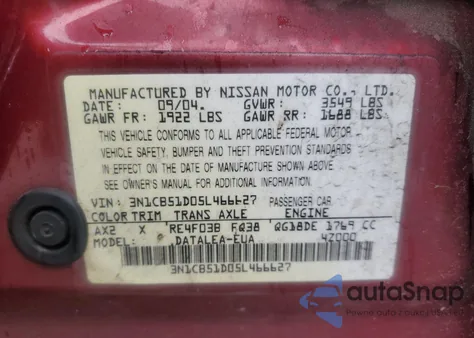 MANUFACTURED BY NISSAN MOTOR CO., LTD.
DATE: 09/04. GVWR: 3549 LBS
GAWR FR: 1922 LBS GAWR RR: 1688 LBS
THIS VEHICLE CONFORMS TO ALL APPLICABLE FEDERAL MOTOR
VEHICLE SAFETY, BUMPER AND THEFT PREVENTION STANDARDS
IN EFFECT ON THE DATE OF MANUFACTURE SHOWN ABOVE.
SEE OWNER'S MANUAL FOR ADDITIONAL INFORMATION.
VIN: 3N1CB51D05L466627 PASSENGER CAR
COLOR TRIM TRANS AXLE ENGINE
AX2 X RE4F03B FQ38 QG18DE 1769 CC
MODEL: DATALEA-EUA 4Z000
3N1CB51D05L466627
autoSnap